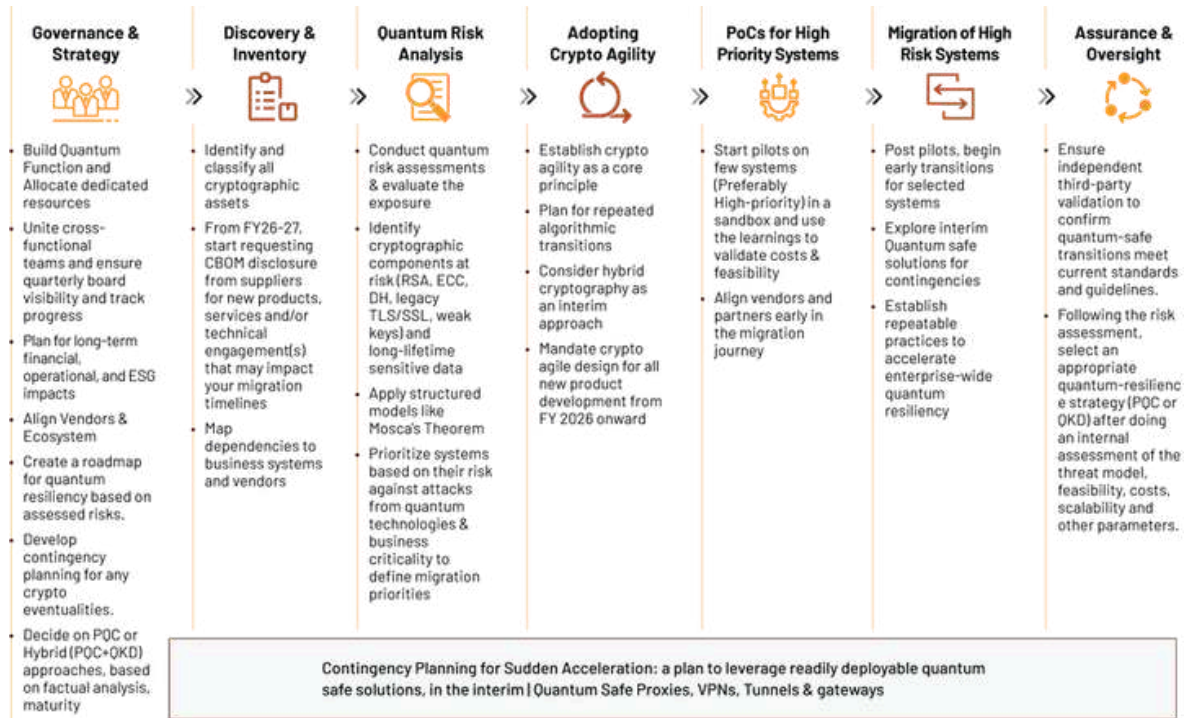 Governance &
Strategy
• Build Quantum
Function and
Allocate dedicated
resources
• Unite cross-
functional
teams and ensure
quarterly board
visibility and track
progress
• Plan for long-term
financial,
operational, and ESG
impacts
• Align Vendors &
Ecosystem
• Create a roadmap
for quantum
resiliency based on
assessed risks.
• Develop
contingency
planning for any
crypto
eventualities.
• Decide on PQC or
Hybrid (PQC+QKD)
approaches, based
on factual analysis,
maturity
Discovery &
Inventory
• Identify and
classify all
cryptographic
assets
• From FY26-27,
start requesting
CBOM disclosure
from suppliers
for new products,
services and/or
technical
engagement(s)
that may impact
your migration
timelines
• Map
dependencies to
business systems
and vendors
Quantum Risk
Analysis
• Conduct quantum
risk assessments
& evaluate the
exposure
• Identify
cryptographic
components at
risk (RSA, ECC,
DH, legacy
TLS/SSL, weak
keys) and
long-lifetime
sensitive data
• Apply structured
models like
Mosca's Theorem
• Prioritize systems
based on their risk
against attacks
from quantum
technologies &
business
criticality to
define migration
priorities
Adopting
Crypto Agility
• Establish crypto
agility as a core
principle
• Plan for repeated
algorithmic
transitions
• Consider hybrid
cryptography as
an interim
approach
• Mandate crypto
agile design for all
new product
development from
FY 2026 onward
PoCs for High
Priority Systems
• Start pilots on
few systems
(Preferably
High-priority) in a
sandbox and use
the learnings to
validate costs &
feasibility
• Align vendors and
partners early in
the migration
journey
Migration of High
Risk Systems
• Post pilots, begin
early transitions
for selected
systems
• Explore interim
Quantum safe
solutions for
contingencies
• Establish
repeatable
practices to
accelerate
enterprise-wide
quantum
resiliency
Assurance &
Oversight
• Ensure
independent
third-party
validation to
confirm
quantum-safe
transitions meet
current standards
and guidelines.
• Following the risk
assessment,
select an
appropriate
quantum-resilienc
e strategy (PQC or
QKD) after doing
an internal
assessment of the
threat model,
feasibility, costs,
scalability and
other parameters.
Contingency Planning for Sudden Acceleration: a plan to leverage readily deployable quantum
safe solutions, in the interim | Quantum Safe Proxies, VPNs, Tunnels & gateways